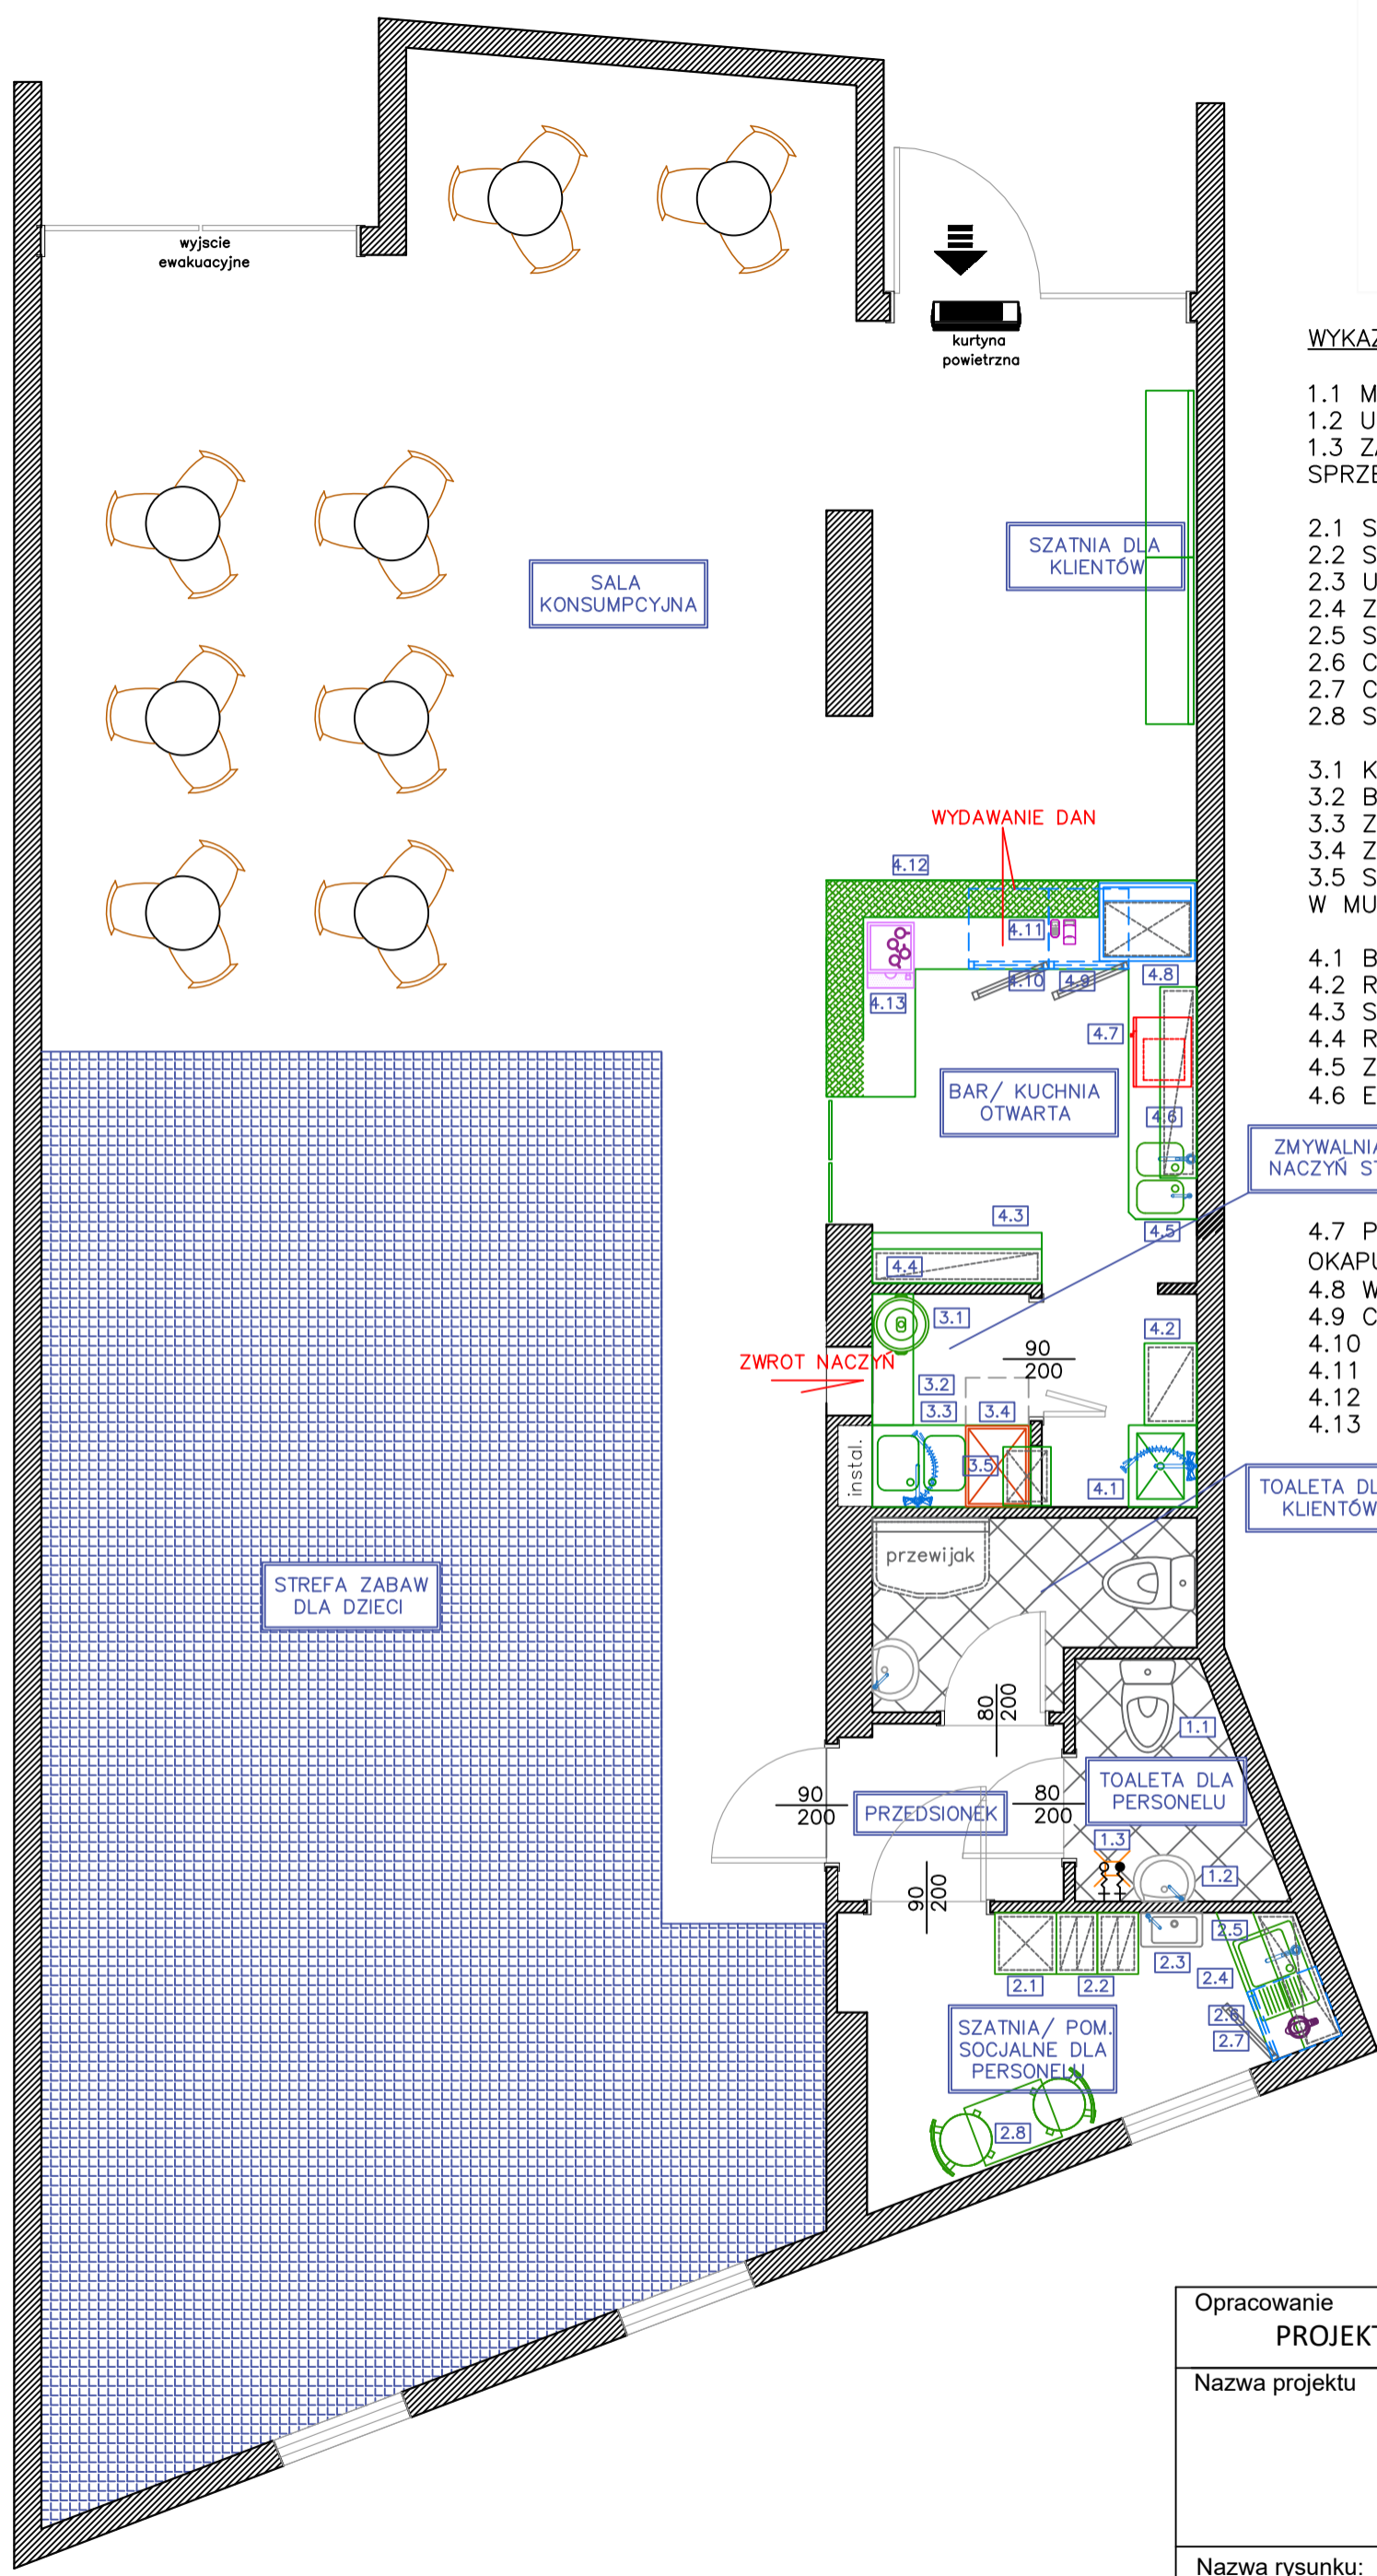 wyjscie
ewakuacyjne
kurtyna
powietrzna
SALA
KONSUMPCYJNA
SZATNIA DLA
KLIENTÓW
WYDAWANIE DAN
4.12
4.11
4.10
4.9
4.8
4.13
4.7
BAR/ KUCHNIA
OTWARTA
4.6
4.3
4.5
4.4
3.1
4.2
ZWROT NACZYŃ
90
200
3.2
3.3
3.4
3.5
4.1
instal.
przewijak
STREFA ZABAW
DLA DZIECI
80
200
1.1
TOALETA DLA
PERSONELU
90
200
PRZEDSIONEK
80
200
1.3
1.2
90
200
2.1
2.2
2.3
2.5
2.4
2.6
2.7
SZATNIA/ POM.
SOCJALNE DLA
PERSONELU
2.8
WYKAZ
1.1 M
1.2 U
1.3 ZA
SPRZE
2.1 S
2.2 S
2.3 U
2.4 Z
2.5 S
2.6 C
2.7 C
2.8 S
3.1 K
3.2 B
3.3 Z
3.4 Z
3.5 S
W MU
4.1 B
4.2 R
4.3 S
4.4 R
4.5 Z
4.6 E
ZMYWALNIA
NACZYŃ ST
4.7 P
OKAPU
4.8 W
4.9 C
4.10
4.11
4.12
4.13
TOALETA DL
KLIENTÓW
Opracowanie
PROJEKT
Nazwa projektu
Nazwa rysunku: